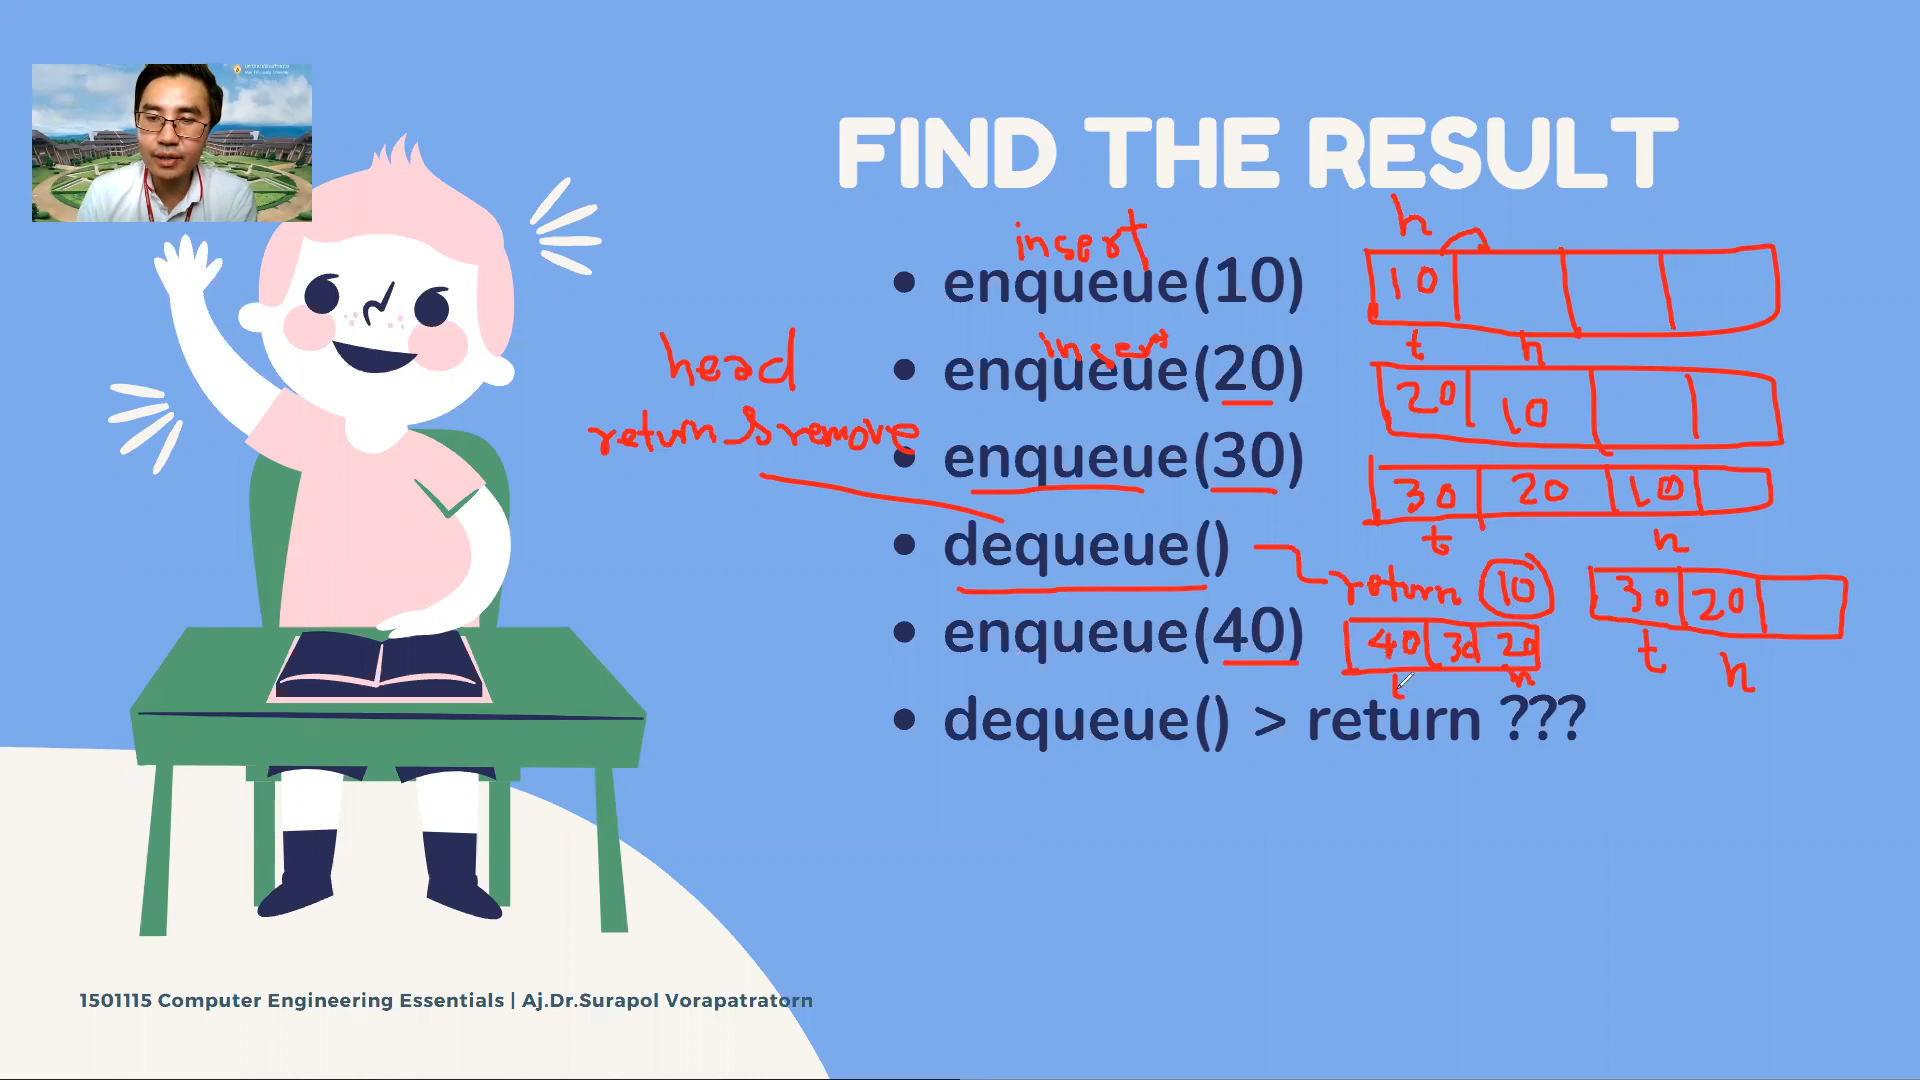 FIND THE RESULT
h
insert
• enqueue(10)
10
t
h
insert
• enqueue(20)
20 10
head
return & remove
• enqueue(30)
30 20 10
t
h
• dequeue()
return 10
30 20
t
h
• enqueue(40)
40 30 20
h
• dequeue() > return ???
1501115 Computer Engineering Essentials | Aj.Dr.Surapol Vorapatratorn